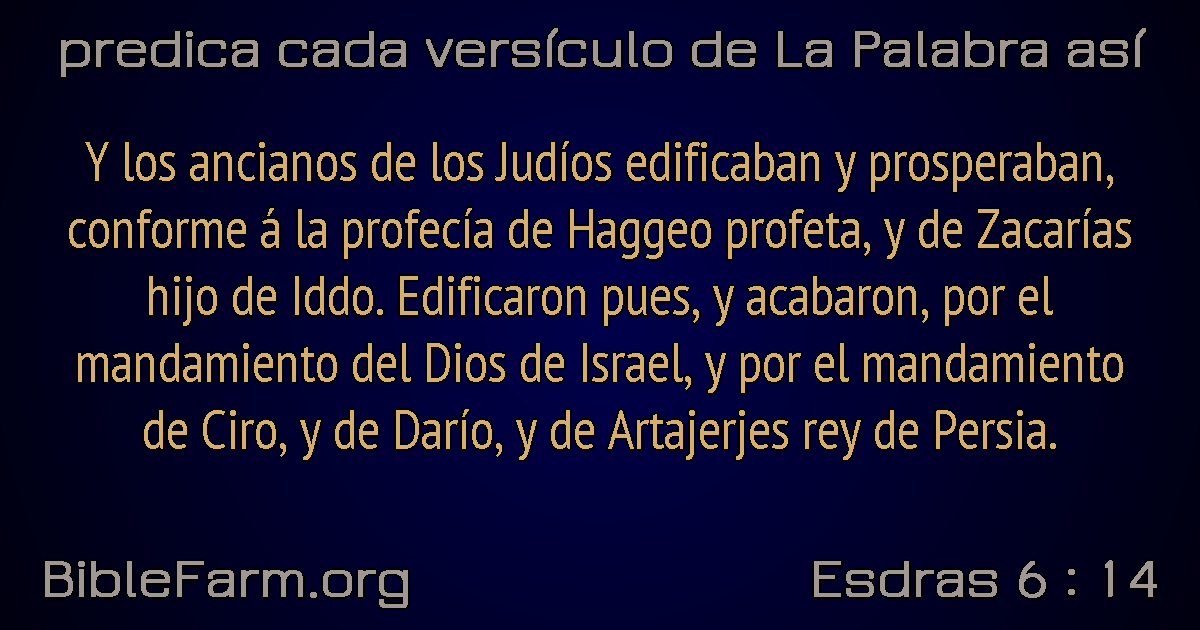 predica cada versículo de La Palabra así
Y los ancianos de los Judíos edificaban y prosperaban,
conforme á la profecía de Haggeo profeta, y de Zacarías
hijo de Iddo. Edificaron pues, y acabaron, por el
mandamiento del Dios de Israel, y por el mandamiento
de Ciro, y de Darío, y de Artajerjes rey de Persia.
BibleFarm.org
Esdras 6 : 14